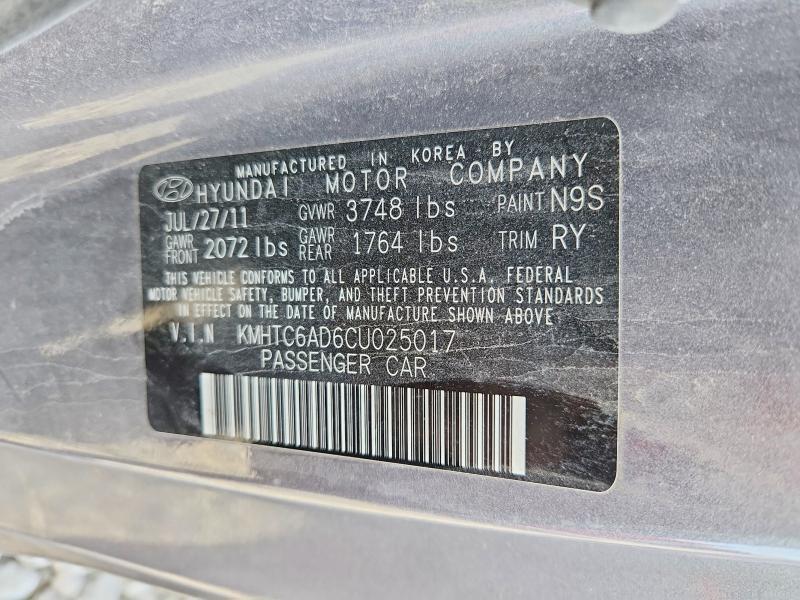 MANUFACTURED IN KOREA BY
HYUNDAI MOTOR COMPANY
JUL/27/11 GVWR 3748 lbs PAINT N9S
GAWR FRONT 2072 lbs GAWR REAR 1764 lbs TRIM RY
THIS VEHICLE CONFORMS TO ALL APPLICABLE U.S.A. FEDERAL
MOTOR VEHICLE SAFETY, BUMPER, AND THEFT PREVENTION STANDARDS
IN EFFECT ON THE DATE OF MANUFACTURE SHOWN ABOVE
V.I.N KMHTC6AD6CU025017
PASSENGER CAR